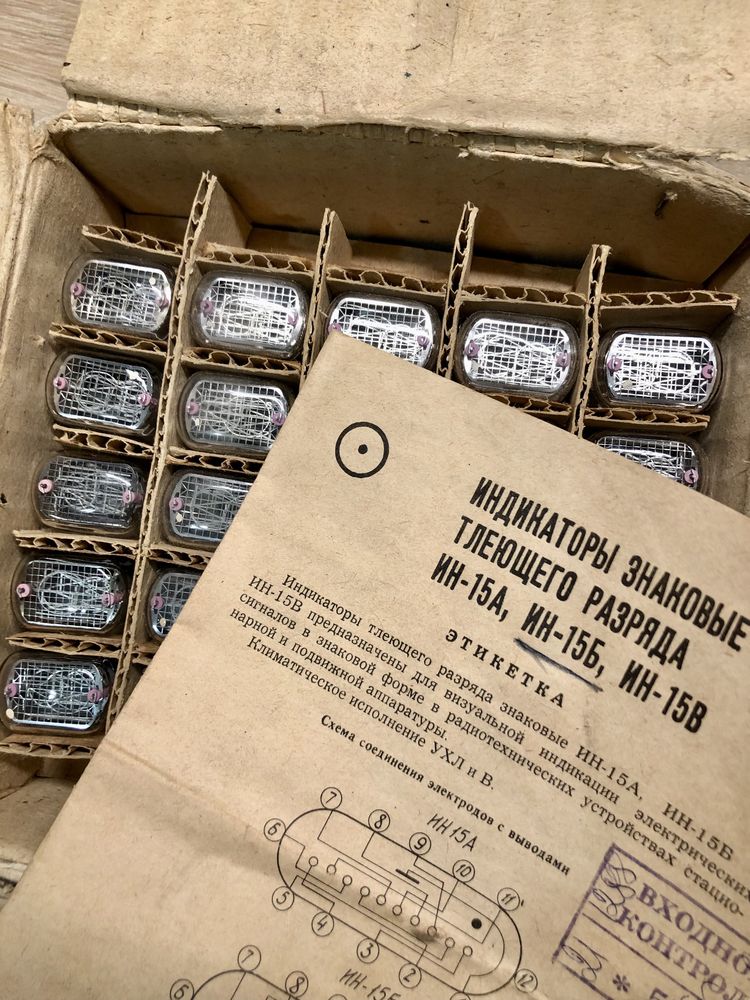 ИНДИКАТОРЫ ЗНАКОВЫЕ
ТЛЕЮЩЕГО РАЗРЯДА
ИН-15А, ИН-15Б, ИН-15В
ЭТИКЕТКА
Индикаторы тлеющего разряда знаковые ИН-15А, ИН-15Б
ИН-15В предназначены для визуальной индикации электрических
сигналов в знаковой форме в радиотехнических устройствах стацио-
нарной и подвижной аппаратуры.
Климатическое исполнение УХЛ и В.
Схема соединения электродов с выводами
ИН15А
7
8
9
10
11
6
5
4
3
2
12
ВХОДНО
КОНТРОЛ
* 5
ИН-15Б
6
7
8